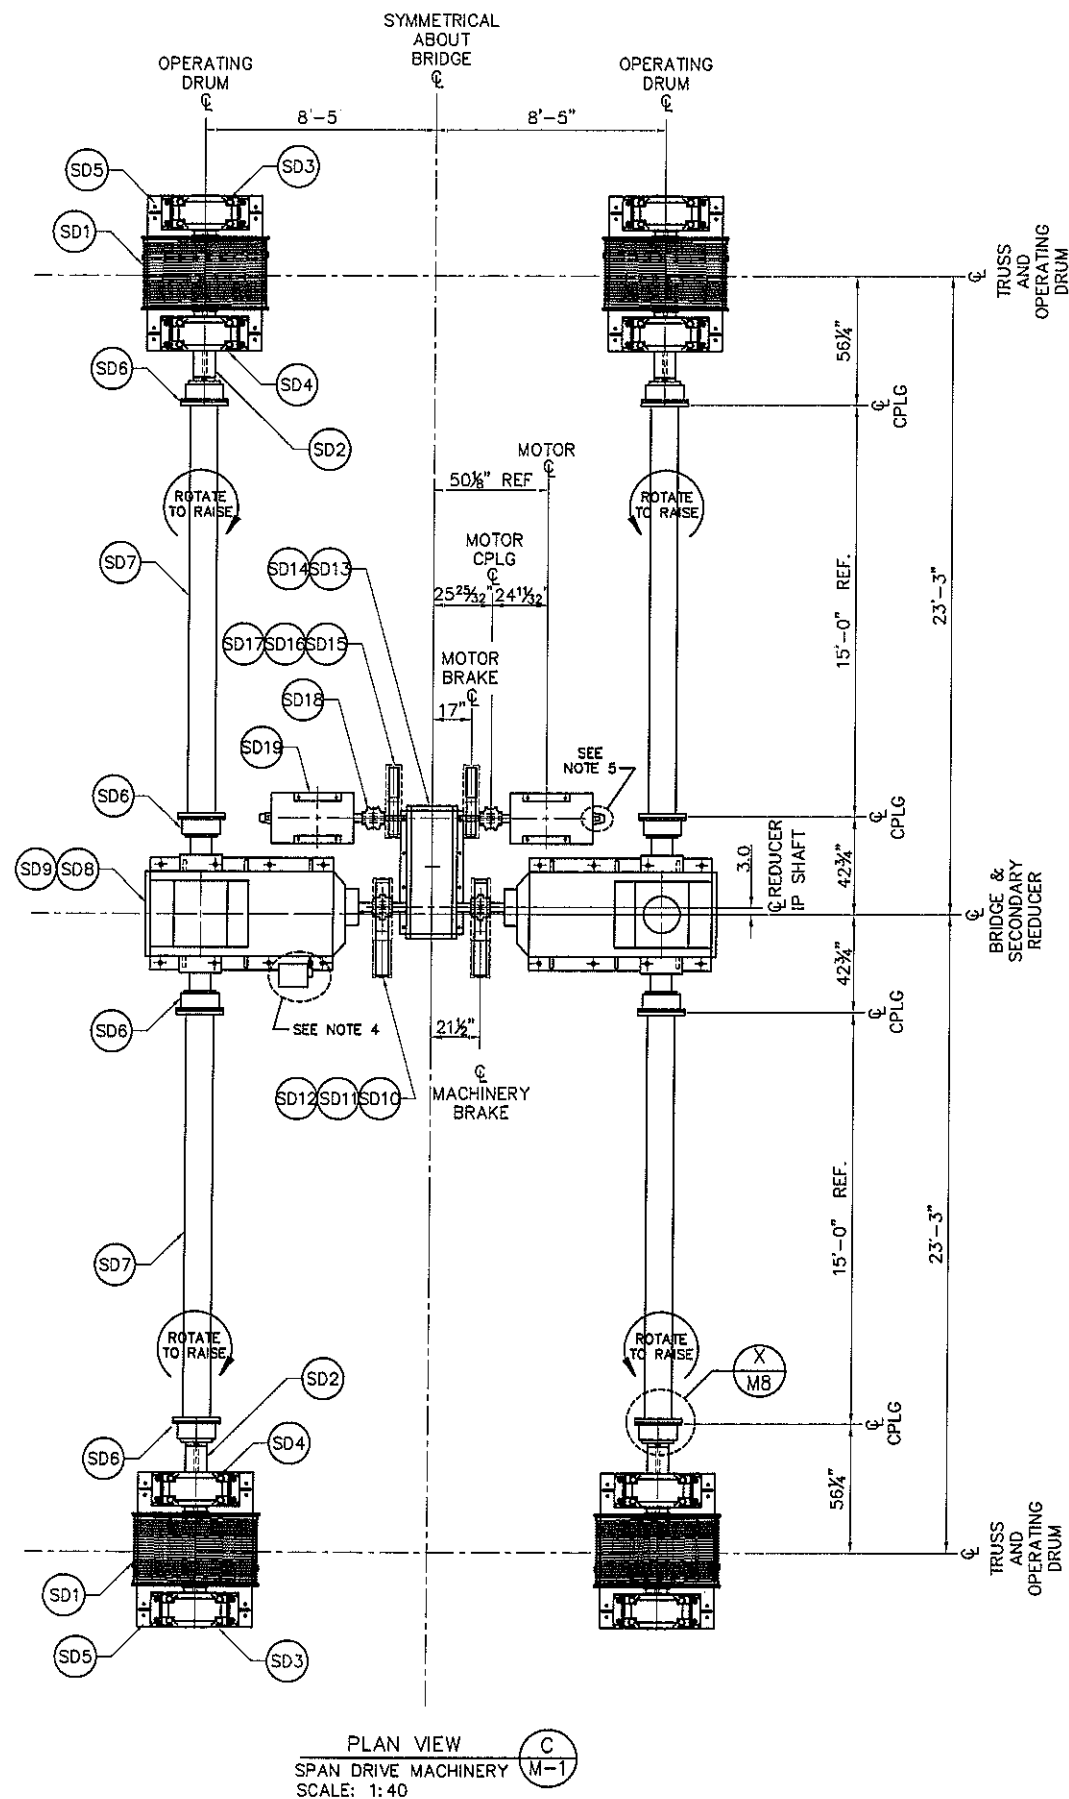 SYMMETRICAL
ABOUT
BRIDGE
℄
OPERATING
DRUM
℄
OPERATING
DRUM
℄
8'-5
8'-5"
SD5
SD3
SD1
TRUSS
AND
OPERATING
DRUM
℄
56¼"
SD6
SD4
℄
CPLG
SD2
MOTOR
℄
50⅛" REF
ROTATE
TO RAISE
ROTATE
TO RAISE
MOTOR
CPLG
℄
SD7
SD14
SD13
25 25/32"
24 11/32"
15'-0" REF.
23'-3"
SD17
SD16
SD15
MOTOR
BRAKE
℄
SD18
17"
SD19
SEE
NOTE 5
SD6
℄
CPLG
SD9
SD8
3.0
℄ REDUCER
IP SHAFT
42¾"
℄
BRIDGE &
SECONDARY
REDUCER
42¾"
SD6
SEE NOTE 4
21½"
℄
CPLG
SD12
SD11
SD10
℄
MACHINERY
BRAKE
SD7
15'-0" REF.
23'-3"
ROTATE
TO RAISE
ROTATE
TO RAISE
X
M8
SD2
SD6
SD4
℄
CPLG
56¼"
℄
TRUSS
AND
OPERATING
DRUM
SD1
SD5
SD3
PLAN VIEW
C
M-1
SPAN DRIVE MACHINERY
SCALE: 1:40